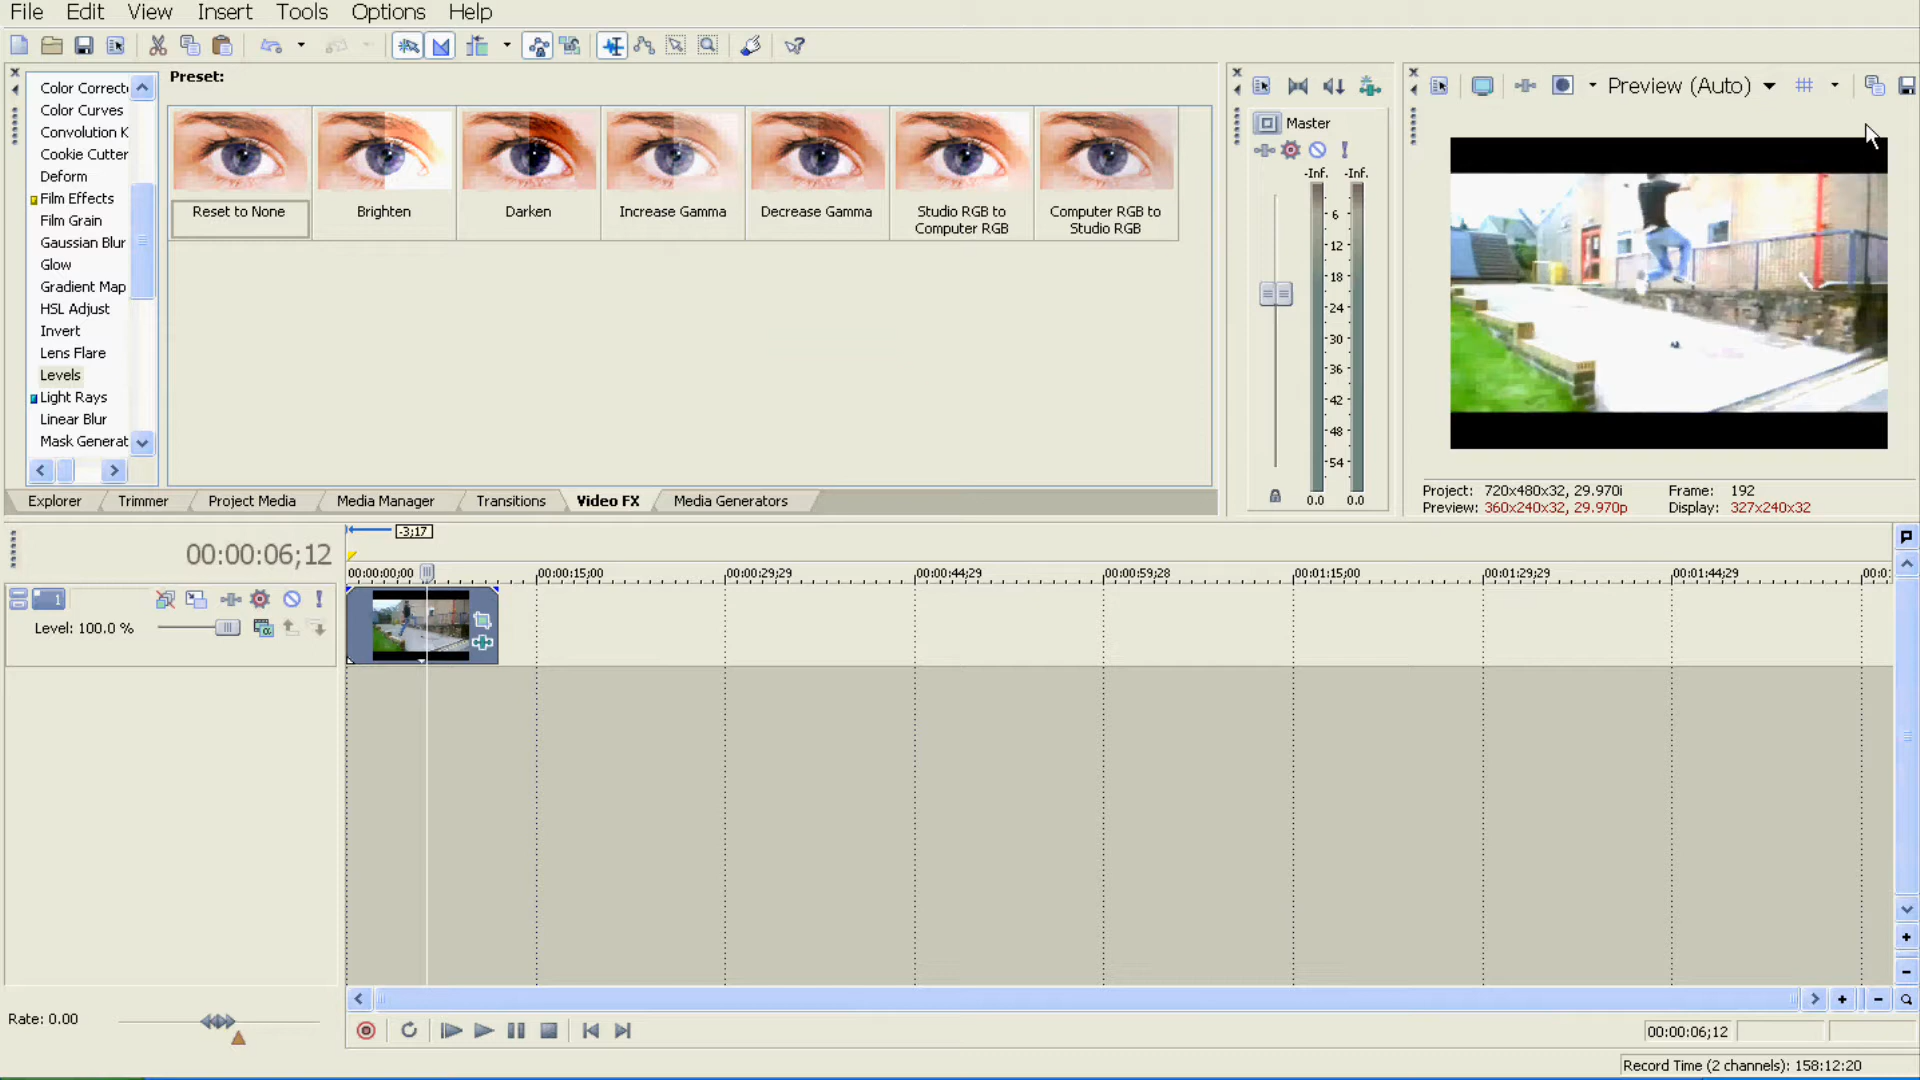 File Edit View Insert Tools Options Help
Preset:
Color Correct
Color Curves
Convolution K
Cookie Cutter
Deform
Film Effects
Film Grain
Gaussian Blur
Glow
Gradient Map
HSL Adjust
Invert
Lens Flare
Levels
Light Rays
Linear Blur
Mask Generat
Reset to None
Brighten
Darken
Increase Gamma
Decrease Gamma
Studio RGB to
Computer RGB
Computer RGB to
Studio RGB
Explorer Trimmer Project Media Media Manager Transitions Video FX Media Generators
Master
-Inf. -Inf.
6
12
18
24
30
36
42
48
54
0.0 0.0
Preview (Auto)
Project: 720x480x32, 29.970i Frame: 192
Preview: 360x240x32, 29.970p Display: 327x240x32
-3;17
00:00:06;12
00:00:00;00 00:00:15;00 00:00:29;29 00:00:44;29 00:00:59;28 00:01:15;00 00:01:29;29 00:01:44;29 00:0
1
Level: 100.0 %
Rate: 0.00
00:00:06;12
Record Time (2 channels): 158:12:20